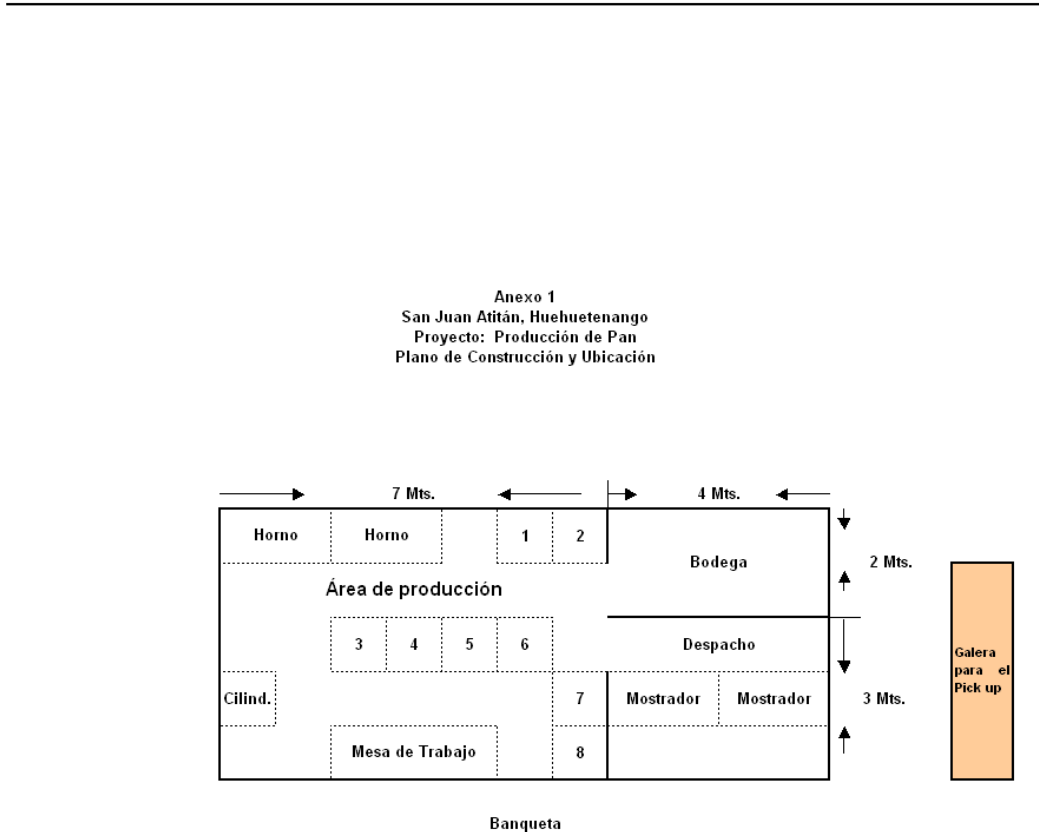 Anexo 1
San Juan Atitán, Huehuetenango
Proyecto: Producción de Pan
Plano de Construcción y Ubicación
7 Mts.
4 Mts.
Horno
Horno
1
2
Bodega
2 Mts.
Área de producción
3
4
5
6
Despacho
Galera
para el
Pick up
Cilind.
7
Mostrador
Mostrador
3 Mts.
Mesa de Trabajo
8
Banqueta